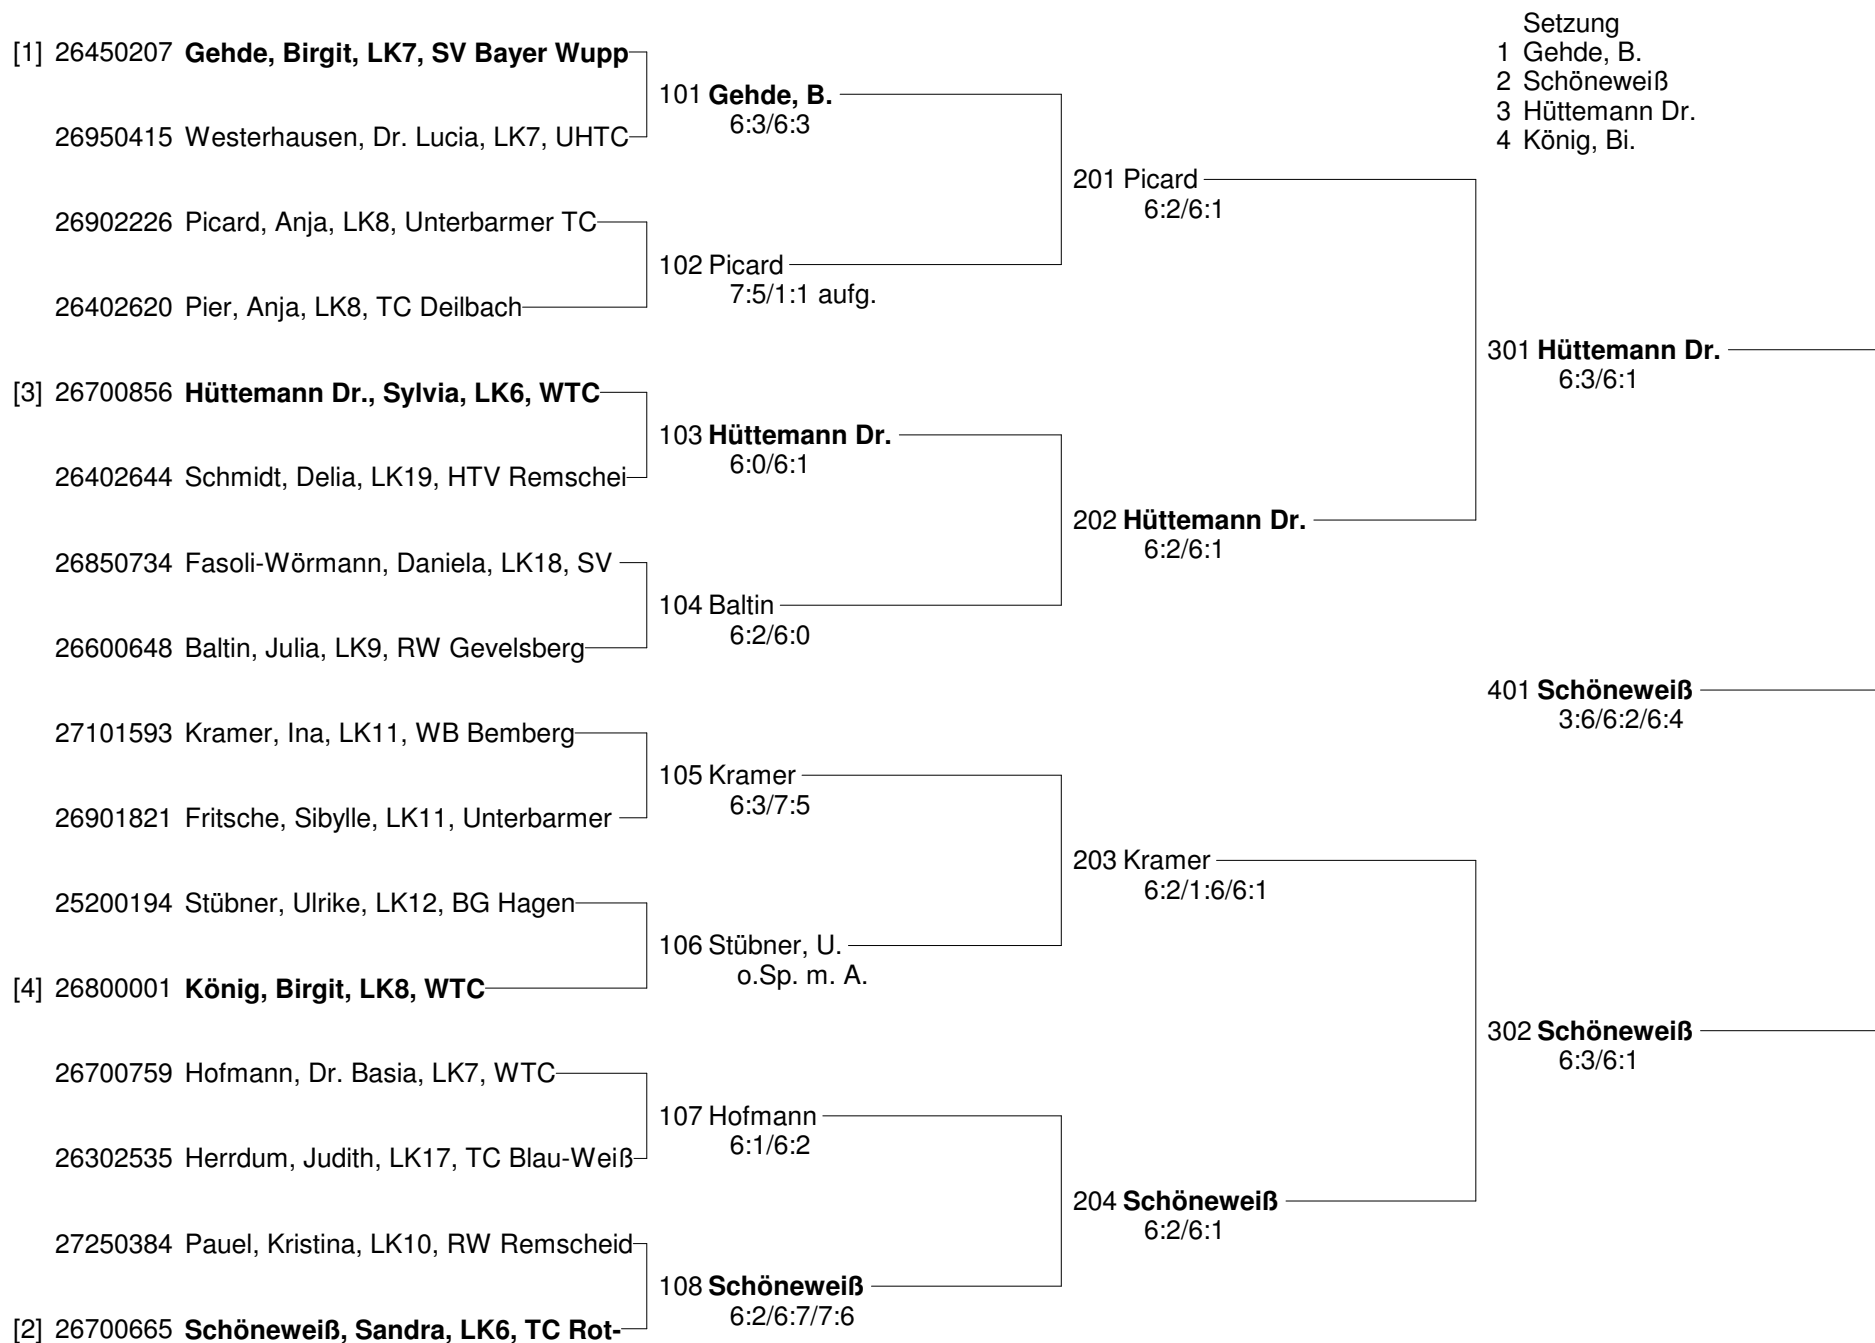 Setzung
1 Gehde, B.
2 Schöneweiß
3 Hüttemann Dr.
4 König, Bi.
[1] 26450207 Gehde, Birgit, LK7, SV Bayer Wupp
101 Gehde, B.
6:3/6:3
26950415 Westerhausen, Dr. Lucia, LK7, UHTC
201 Picard
6:2/6:1
26902226 Picard, Anja, LK8, Unterbarmer TC
102 Picard
7:5/1:1 aufg.
26402620 Pier, Anja, LK8, TC Deilbach
301 Hüttemann Dr.
6:3/6:1
[3] 26700856 Hüttemann Dr., Sylvia, LK6, WTC
103 Hüttemann Dr.
6:0/6:1
26402644 Schmidt, Delia, LK19, HTV Remschei
202 Hüttemann Dr.
6:2/6:1
26850734 Fasoli-Wörmann, Daniela, LK18, SV
104 Baltin
6:2/6:0
26600648 Baltin, Julia, LK9, RW Gevelsberg
401 Schöneweiß
3:6/6:2/6:4
27101593 Kramer, Ina, LK11, WB Bemberg
105 Kramer
6:3/7:5
26901821 Fritsche, Sibylle, LK11, Unterbarmer
203 Kramer
6:2/1:6/6:1
25200194 Stübner, Ulrike, LK12, BG Hagen
106 Stübner, U.
o.Sp. m. A.
[4] 26800001 König, Birgit, LK8, WTC
302 Schöneweiß
6:3/6:1
26700759 Hofmann, Dr. Basia, LK7, WTC
107 Hofmann
6:1/6:2
26302535 Herrdum, Judith, LK17, TC Blau-Weiß
204 Schöneweiß
6:2/6:1
27250384 Pauel, Kristina, LK10, RW Remscheid
108 Schöneweiß
6:2/6:7/7:6
[2] 26700665 Schöneweiß, Sandra, LK6, TC Rot-